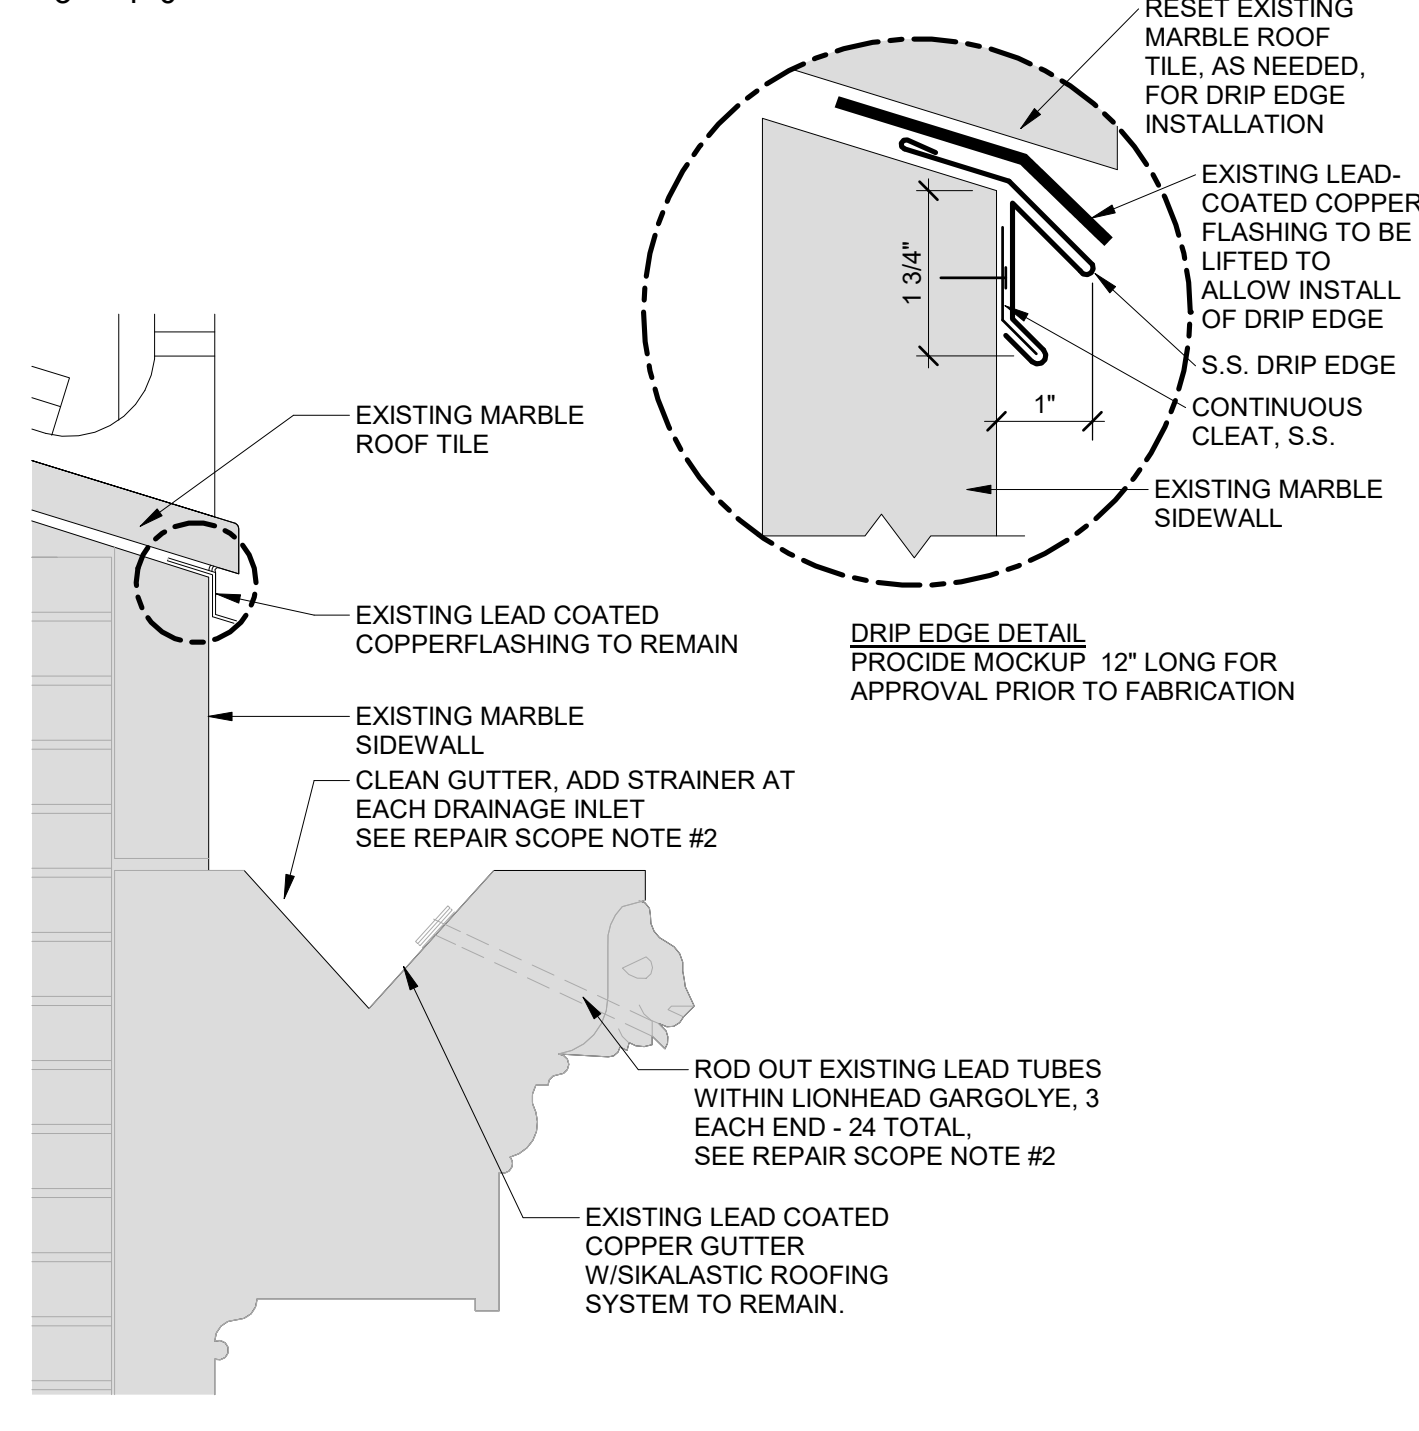 RESET EXISTING
MARBLE ROOF
TILE, AS NEEDED,
FOR DRIP EDGE
INSTALLATION
EXISTING LEAD-
COATED COPPER
FLASHING TO BE
LIFTED TO
ALLOW INSTALL
OF DRIP EDGE
1 3/4"
S.S. DRIP EDGE
1"
CONTINUOUS
CLEAT, S.S.
EXISTING MARBLE
SIDEWALL
DRIP EDGE DETAIL
PROCIDE MOCKUP 12" LONG FOR
APPROVAL PRIOR TO FABRICATION
EXISTING MARBLE
ROOF TILE
EXISTING LEAD COATED
COPPERFLASHING TO REMAIN
EXISTING MARBLE
SIDEWALL
CLEAN GUTTER, ADD STRAINER AT
EACH DRAINAGE INLET
SEE REPAIR SCOPE NOTE #2
ROD OUT EXISTING LEAD TUBES
WITHIN LIONHEAD GARGOLYE, 3
EACH END - 24 TOTAL,
SEE REPAIR SCOPE NOTE #2
EXISTING LEAD COATED
COPPER GUTTER
W/SIKALASTIC ROOFING
SYSTEM TO REMAIN.